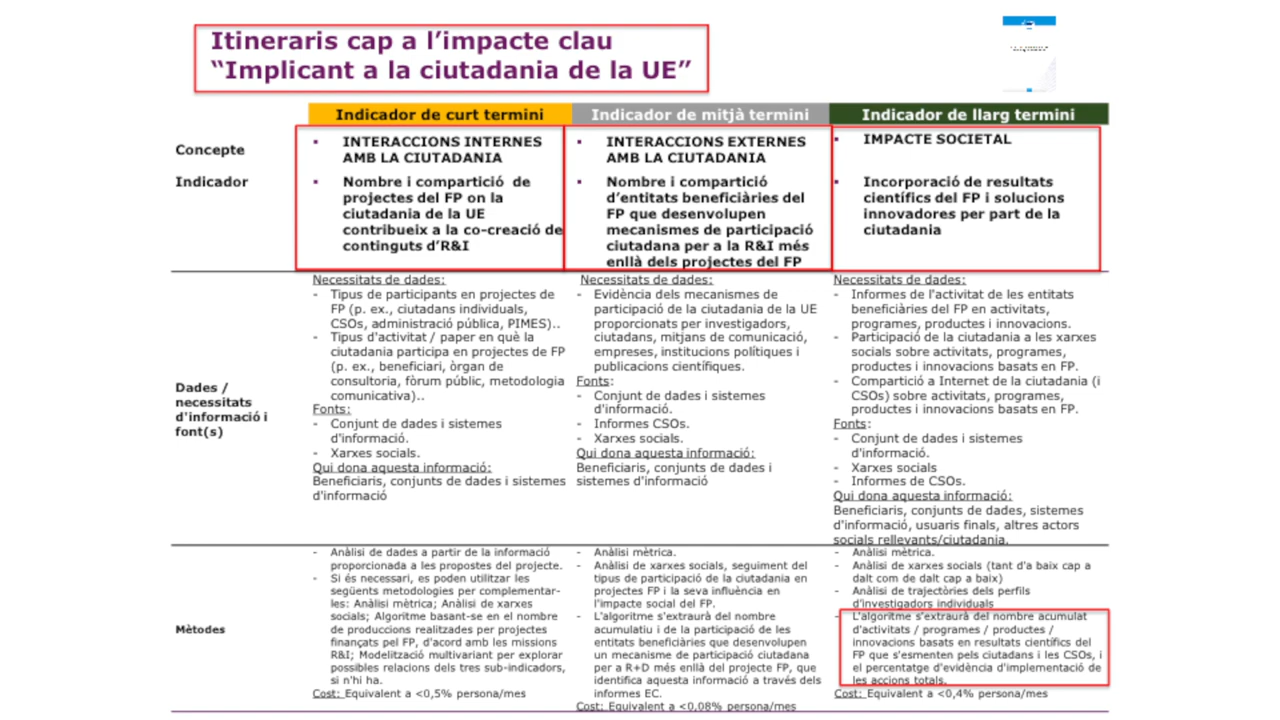 Itineraris cap a l’impacte clau
“Implicant a la ciutadania de la UE”
Indicador de curt termini
Indicador de mitjà termini
Indicador de llarg termini
Concepte
▪ INTERACCIONS INTERNES
AMB LA CIUTADANIA
▪ INTERACCIONS EXTERNES
AMB LA CIUTADANIA
▪ IMPACTE SOCIETAL
Indicador
▪ Nombre i compartició de
projectes del FP on la
ciutadania de la UE
contribueix a la co-creació de
continguts d’R&I
▪ Nombre i compartició
d’entitats beneficiàries del
FP que desenvolupen
mecanismes de participació
ciutadana per a la R&I més
enllà dels projectes del FP
▪ Incorporació de resultats
científics del FP i solucions
innovadores per part de la
ciutadania
Dades /
necessitats
d'informació i
font(s)
Necessitats de dades:
- Tipus de participants en projectes de
FP (p. ex., ciutadans individuals,
CSOs, administració pública, PIMES)..
- Tipus d'activitat / paper en què la
ciutadania participa en projectes de FP
(p. ex., beneficiari, òrgan de
consultoria, fòrum públic, metodologia
comunicativa)..
Fonts:
- Conjunt de dades i sistemes
d'informació.
- Xarxes socials.
Qui dona aquesta informació:
Beneficiaris, conjunts de dades i sistemes
d'informació
Necessitats de dades:
- Evidència dels mecanismes de
participació de la ciutadania de la UE
proporcionats per investigadors,
ciutadans, mitjans de comunicació,
empreses, institucions polítiques i
publicacions científiques.
Fonts:
- Conjunt de dades i sistemes
d'informació.
- Informes CSOs.
- Xarxes socials.
Qui dona aquesta informació:
Beneficiaris, conjunts de dades i
sistemes d'informació
Necessitats de dades:
- Informes de l'activitat de les entitats
beneficiàries del FP en activitats,
programes, productes i innovacions.
- Participació de la ciutadania a les xarxes
socials sobre activitats, programes,
productes i innovacions basats en FP.
- Compartició a Internet de la ciutadania (i
CSOs) sobre activitats, programes,
productes i innovacions basats en FP.
Fonts:
- Conjunt de dades i sistemes
d'informació.
- Xarxes socials
- Informes de CSOs.
Qui dona aquesta informació:
Beneficiaris, conjunts de dades, sistemes
d'informació, usuaris finals, altres actors
socials rellevants/ciutadania.
Mètodes
- Anàlisi de dades a partir de la informació
proporcionada a les propostes del projecte.
- Si és necessari, es poden utilitzar les
següents metodologies per complementar-
les: Anàlisi mètrica; Anàlisi de xarxes
socials; Algoritme basant-se en el nombre
de produccions realitzades per projectes
finançats pel FP, d'acord amb les missions
R&I; Modelització multivariant per explorar
possibles relacions dels tres sub-indicadors,
si n'hi ha.
Cost: Equivalent a <0,5% persona/mes
- Anàlisi mètrica.
- Anàlisi de xarxes socials, seguiment del
tipus de participació de la ciutadania en
projectes FP i la seva influència en
l'impacte social del FP.
- L'algoritme s'extraurà del nombre
acumulatiu i de la participació de les
entitats beneficiàries que desenvolupen
un mecanisme de participació ciutadana
per a R+D més enllà del projecte FP, que
identifica aquesta informació a través dels
informes EC.
Cost: Equivalent a <0,08% persona/mes
- Anàlisi mètrica.
- Anàlisi de xarxes socials (tant d'a baix cap a
dalt com de dalt cap a baix)
- Anàlisi de trajectòries dels perfils
d'investigadors individuals
- L'algoritme s'extraurà del nombre acumulat
d'activitats / programes / productes /
innovacions basats en resultats científics del
FP que s'esmenten pels ciutadans i les CSOs, i
el percentatge d'evidència d'implementació de
les accions totals.
Cost: Equivalent a <0,4% persona/mes